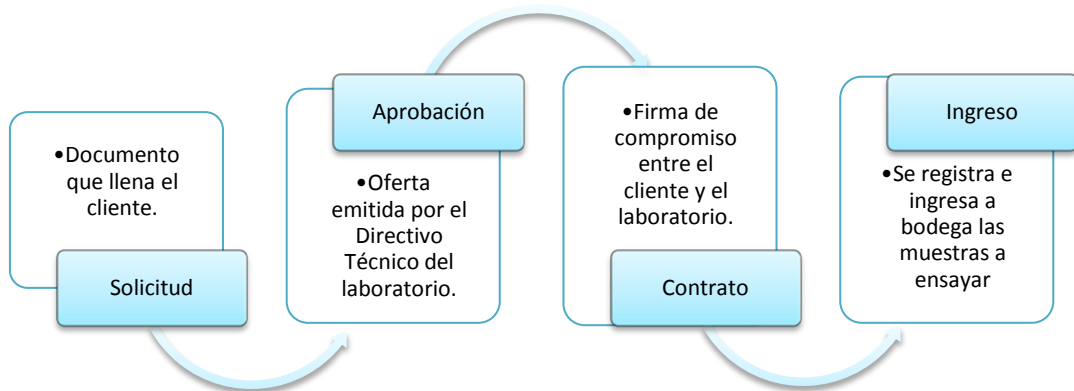 •Documento
que llena el
cliente.
Solicitud
Aprobación
•Oferta
emitida por el
Directivo
Técnico del
laboratorio.
•Firma de
compromiso
entre el
cliente y el
laboratorio.
Contrato
Ingreso
•Se registra e
ingresa a
bodega las
muestras a
ensayar